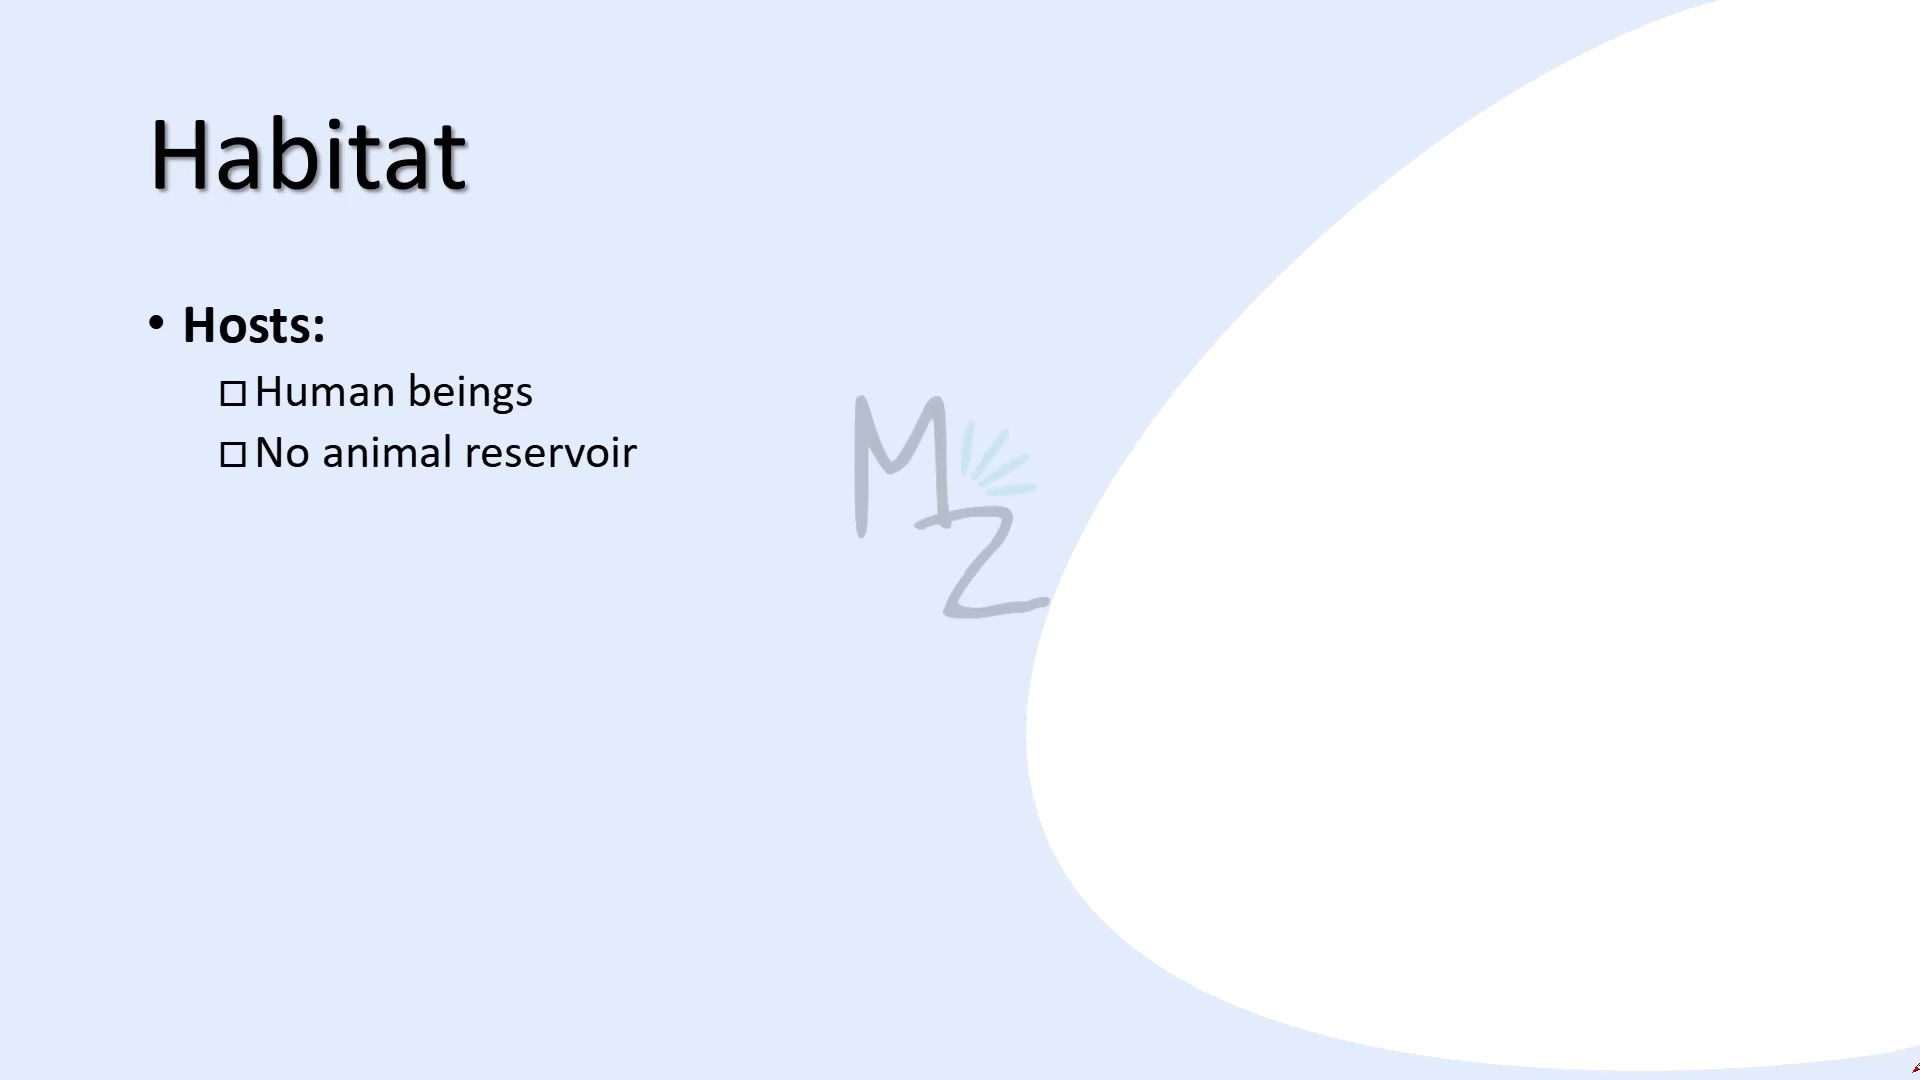 Habitat
• Hosts:
□ Human beings
□ No animal reservoir
MZ